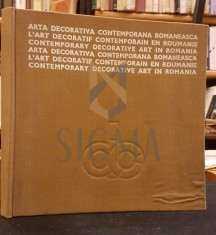 ARTA DECORATIVA CONTEMPORANA ROMANEASCA
L'ART DECORATIF CONTEMPORAIN EN ROUMANIE
CONTEMPORARY DECORATIVE ART IN ROMANIA
ARTA DECORATIVA CONTEMPORANA ROMANEASCA
L'ART DECORATIF CONTEMPORAIN EN ROUMANIE
CONTEMPORARY DECORATIVE ART IN ROMANIA
SIGMA